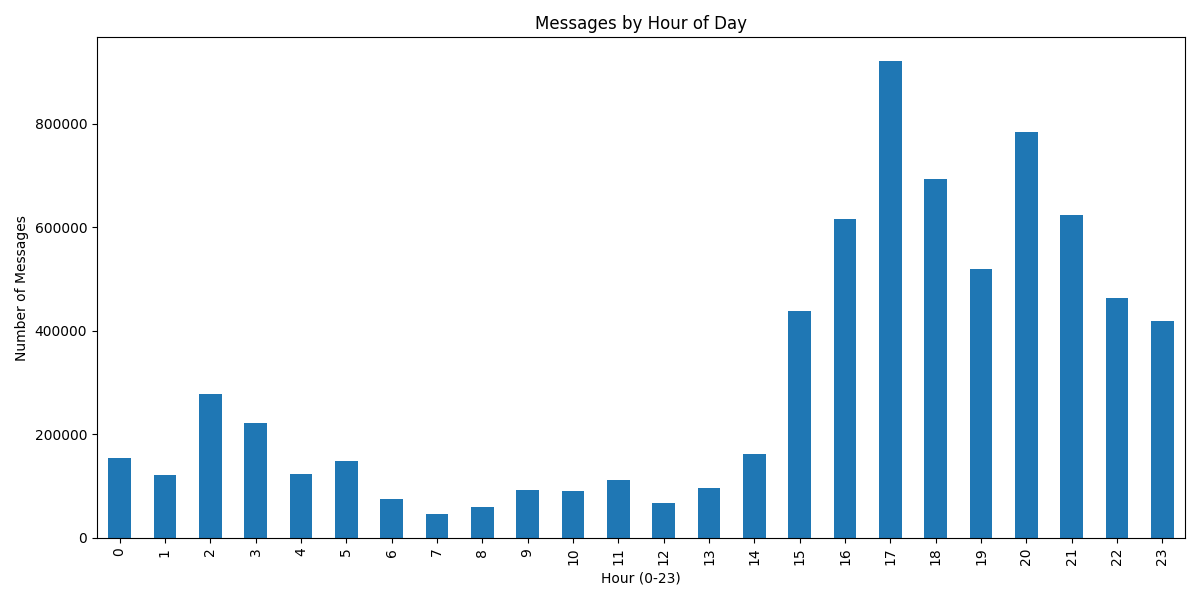 Messages by Hour of Day
Number of Messages
800000
600000
400000
200000
0
0 1 2 3 4 5 6 7 8 9 10 11 12 13 14 15 16 17 18 19 20 21 22 23
Hour (0-23)